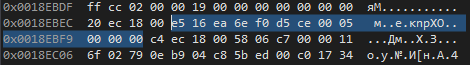 0x0018EBDF ff cc 02 00 00 19 00 00 00 00 00 00 00 яМ...........
0x0018EBEC 20 ec 18 00 e5 16 ea 6e f0 d5 ce 00 05  м..е.кnрХО..
0x0018EBF9 00 00 00 c4 ec 18 00 58 06 c7 00 00 11 ...Дм..X.З...
0x0018EC06 6f 02 79 0e b9 04 c8 5b ed 00 c0 17 34 o.y.№.И[н.А.4